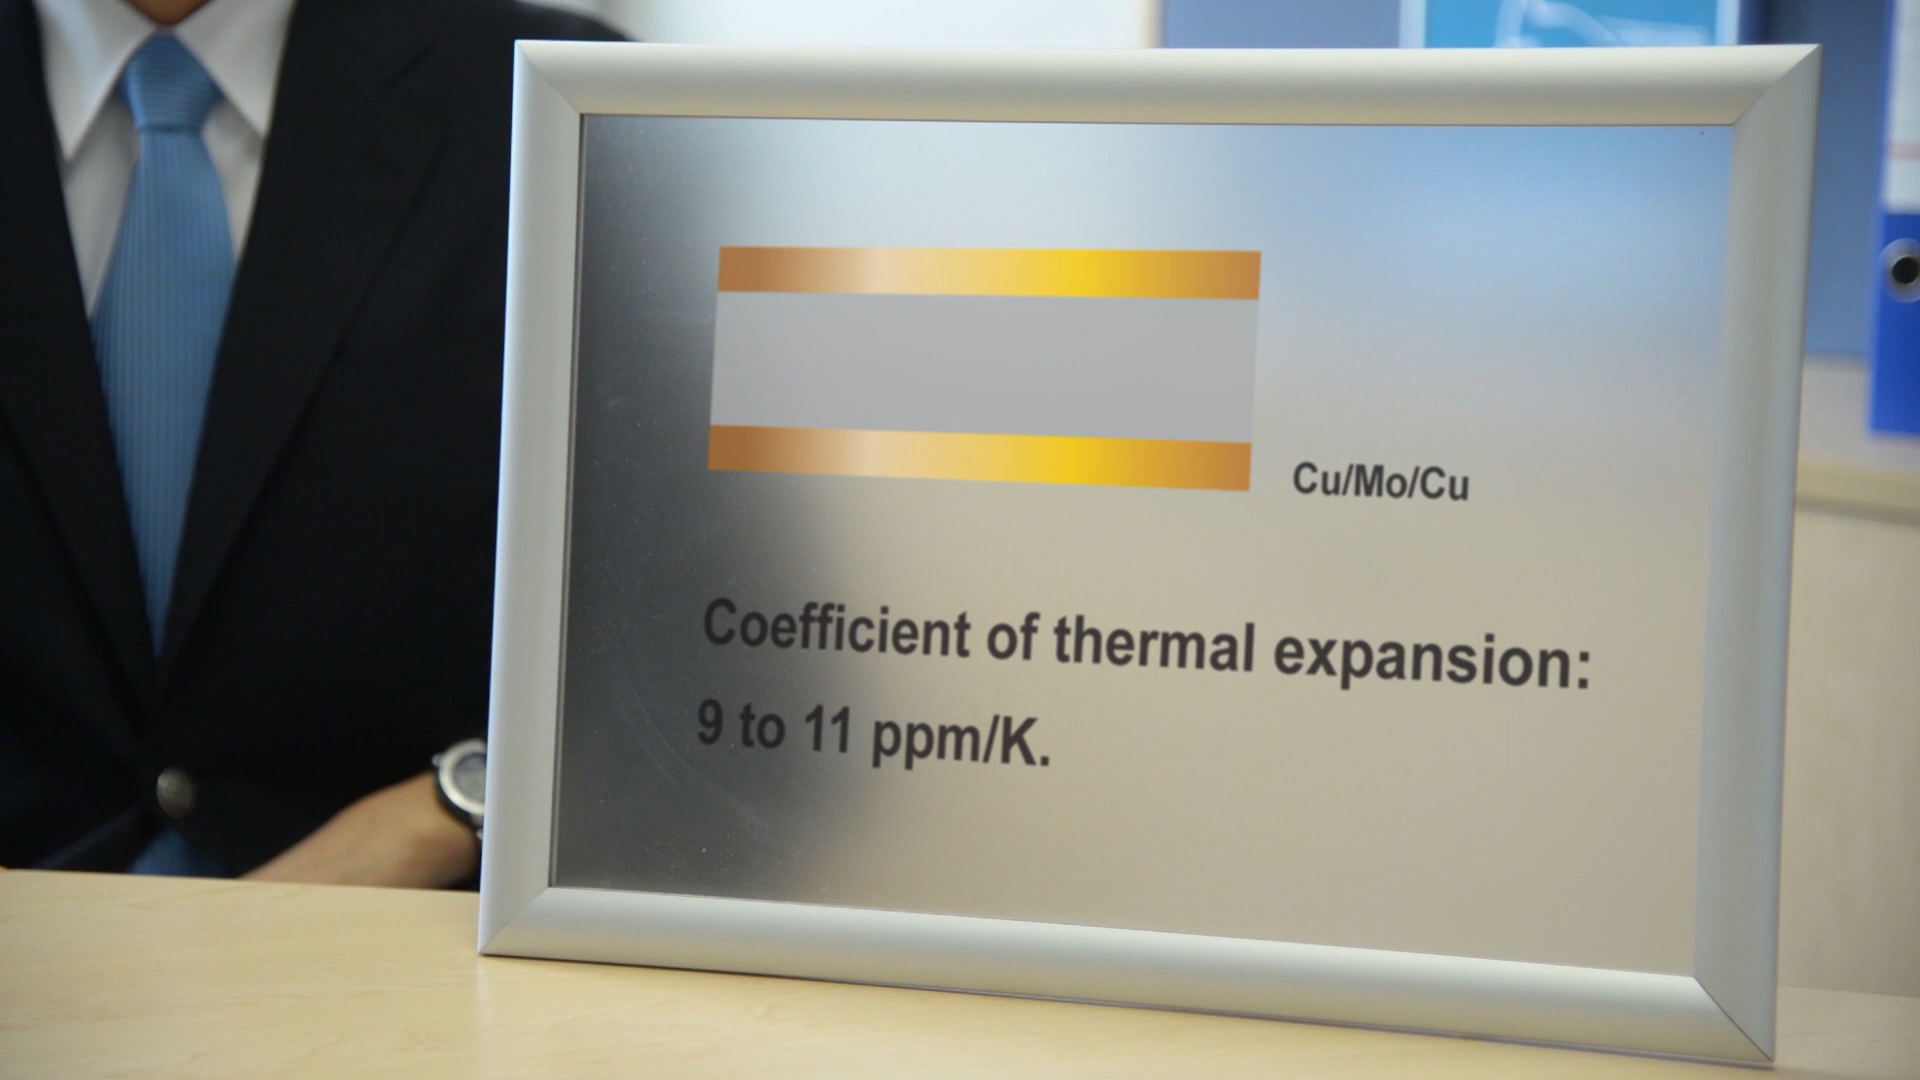 Cu/Mo/Cu
Coefficient of thermal expansion:
9 to 11 ppm/K.